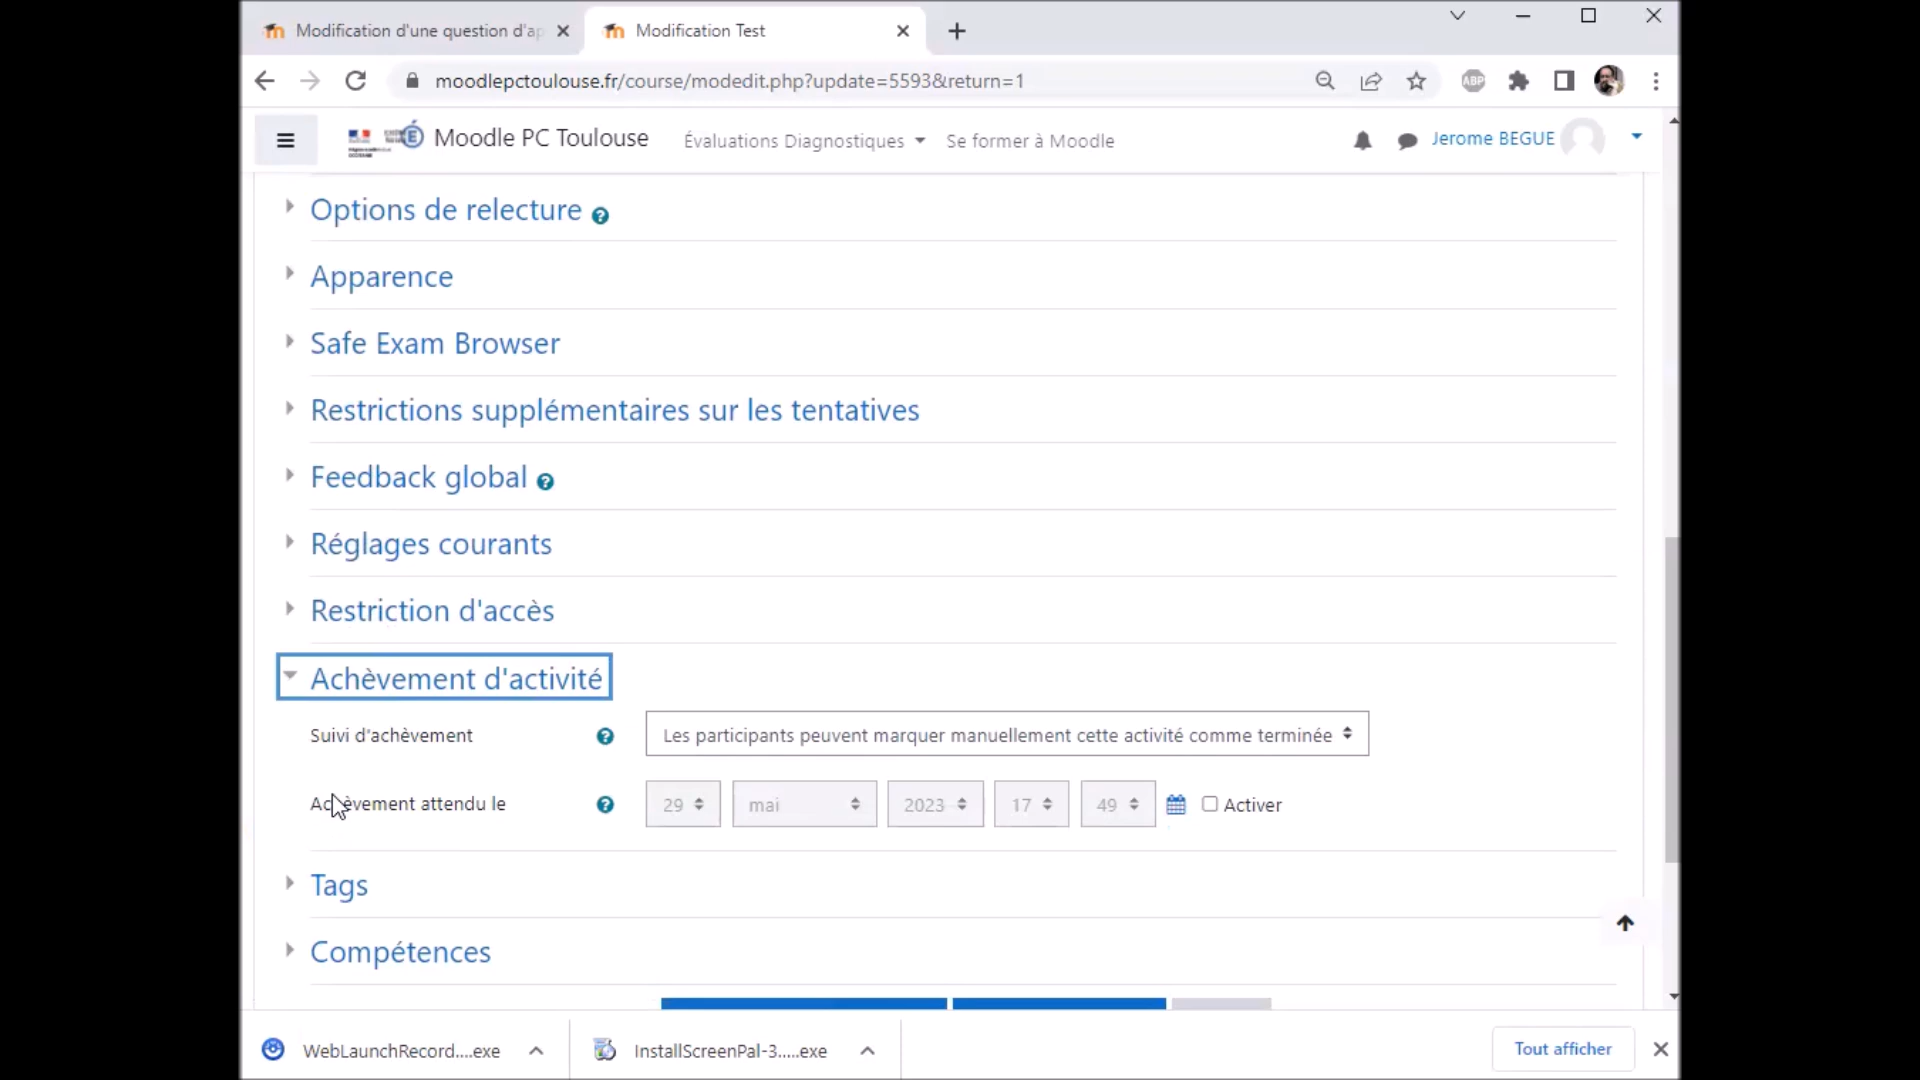 Modification d'une question d'ap
Modification Test
moodlepctoulouse.fr/course/modedit.php?update=5593&return=1
ABP
Moodle PC Toulouse
Évaluations Diagnostiques
Se former à Moodle
Jerome BEGUE
Options de relecture
Apparence
Safe Exam Browser
Restrictions supplémentaires sur les tentatives
Feedback global
Réglages courants
Restriction d'accès
Achèvement d'activité
Suivi d'achèvement
Les participants peuvent marquer manuellement cette activité comme terminée
Achèvement attendu le
29 mai 2023 17 49 Activer
Tags
Compétences
WebLaunchRecord....exe
InstallScreenPal-3.....exe
Tout afficher